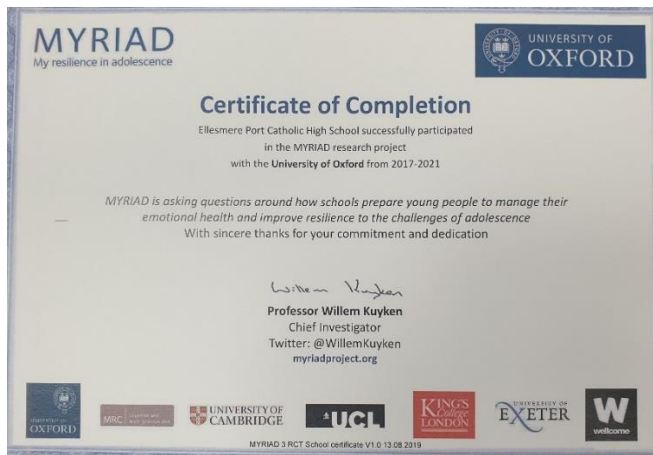 MYRIAD
My resilience in adolescence
UNIVERSITY OF
OXFORD
Certificate of Completion
Ellesmere Port Catholic High School successfully participated
in the MYRIAD research project
with the University of Oxford from 2017-2021
MYRIAD is asking questions around how schools prepare young people to manage their
emotional health and improve resilience to the challenges of adolescence
With sincere thanks for your commitment and dedication
Willem Kuyken
Professor Willem Kuyken
Chief Investigator
Twitter: @WillemKuyken
myriadproject.org
UNIVERSITY OF
OXFORD
MRC
UNIVERSITY OF
CAMBRIDGE
UCL
KING'S
College
LONDON
UNIVERSITY OF
EXETER
W
wellcome
MYRIAD 3 RCT School certificate V1.0 13.08.2019